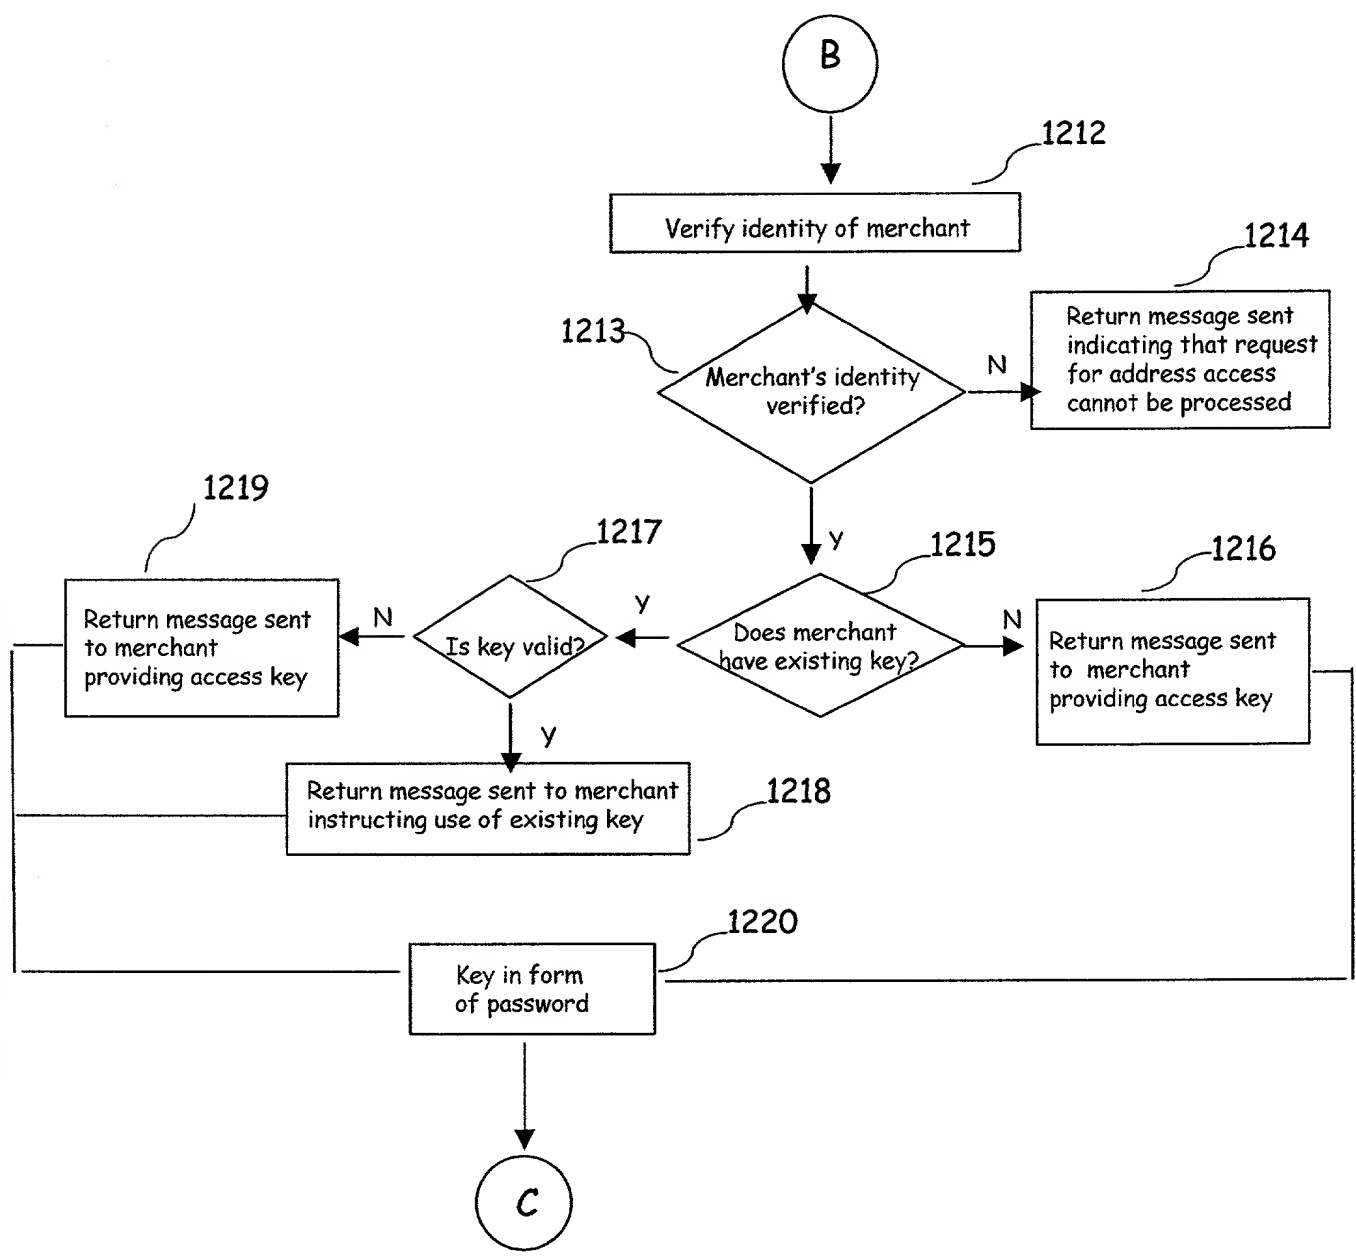 B
1212
Verify identity of merchant
1214
Return message sent
indicating that request
for address access
cannot be processed
1213
Merchant's identity
verified?
N
Y
1219
Return message sent
to merchant
providing access key
N
1217
Is key valid?
Y
1215
Does merchant
have existing key?
N
1216
Return message sent
to merchant
providing access key
Y
Return message sent to merchant
instructing use of existing key
1218
1220
Key in form
of password
C